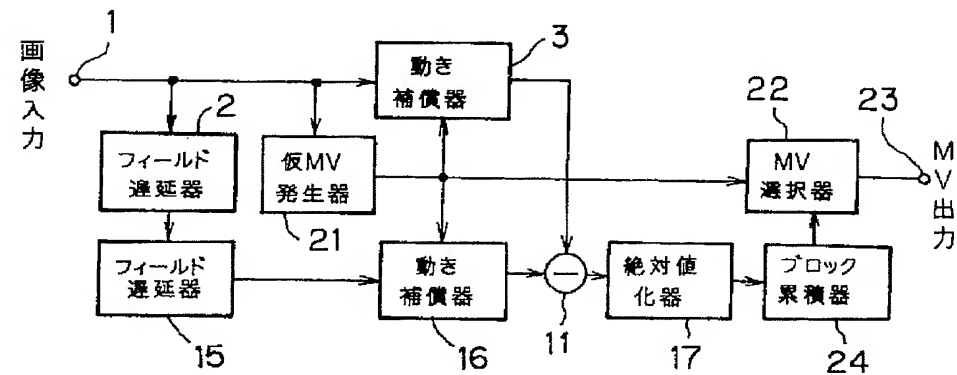 1
画像入力
2
フィールド
遅延器
フィールド
遅延器
15
仮MV
発生器
21
動き
補償器
3
動き
補償器
16
11
絶対値
化器
17
22
MV
選択器
23
MV出力
ブロック
累積器
24